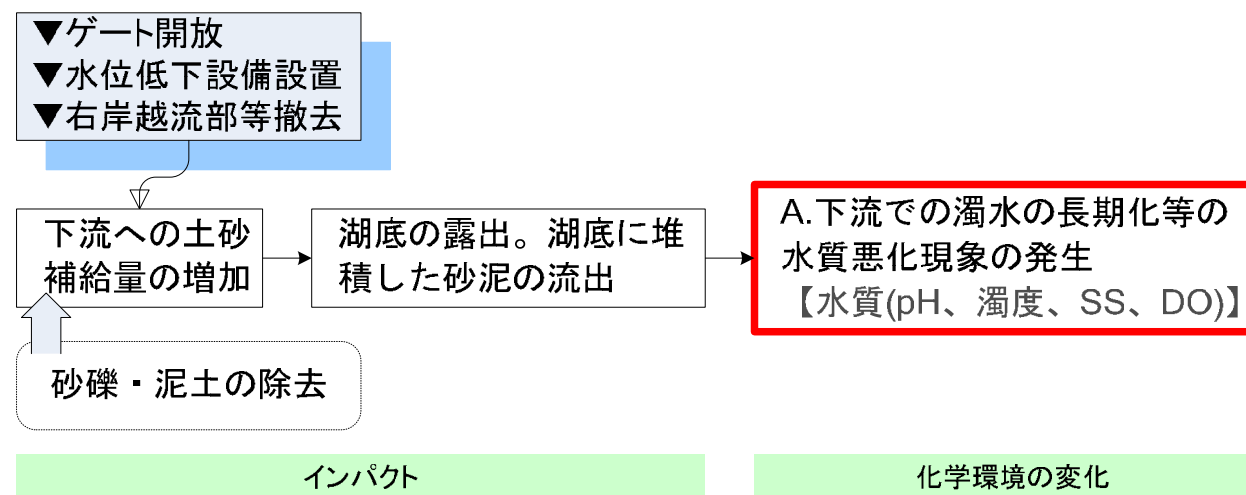 ▼ゲート開放
▼水位低下設備設置
▼右岸越流部等撤去
下流への土砂
補給量の増加
湖底の露出。湖底に堆
積した砂泥の流出
A.下流での濁水の長期化等の
水質悪化現象の発生
【水質(pH、濁度、SS、DO)】
砂礫・泥土の除去
インパクト
化学環境の変化